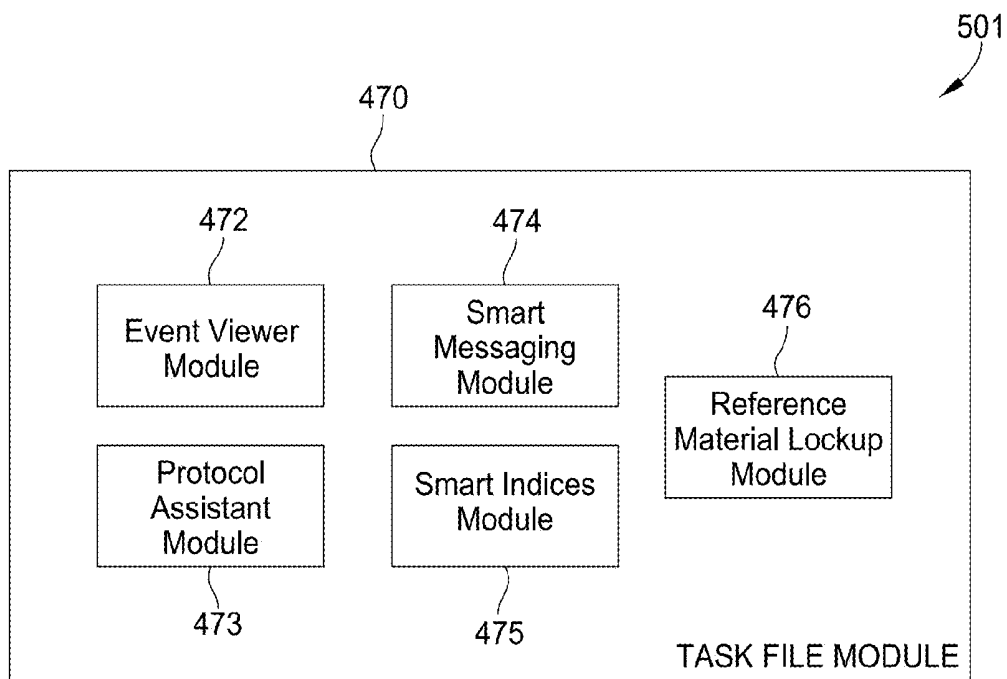 501
470
472
Event Viewer
Module
474
Smart
Messaging
Module
476
Reference
Material Lockup
Module
Protocol
Assistant
Module
473
Smart Indices
Module
475
TASK FILE MODULE